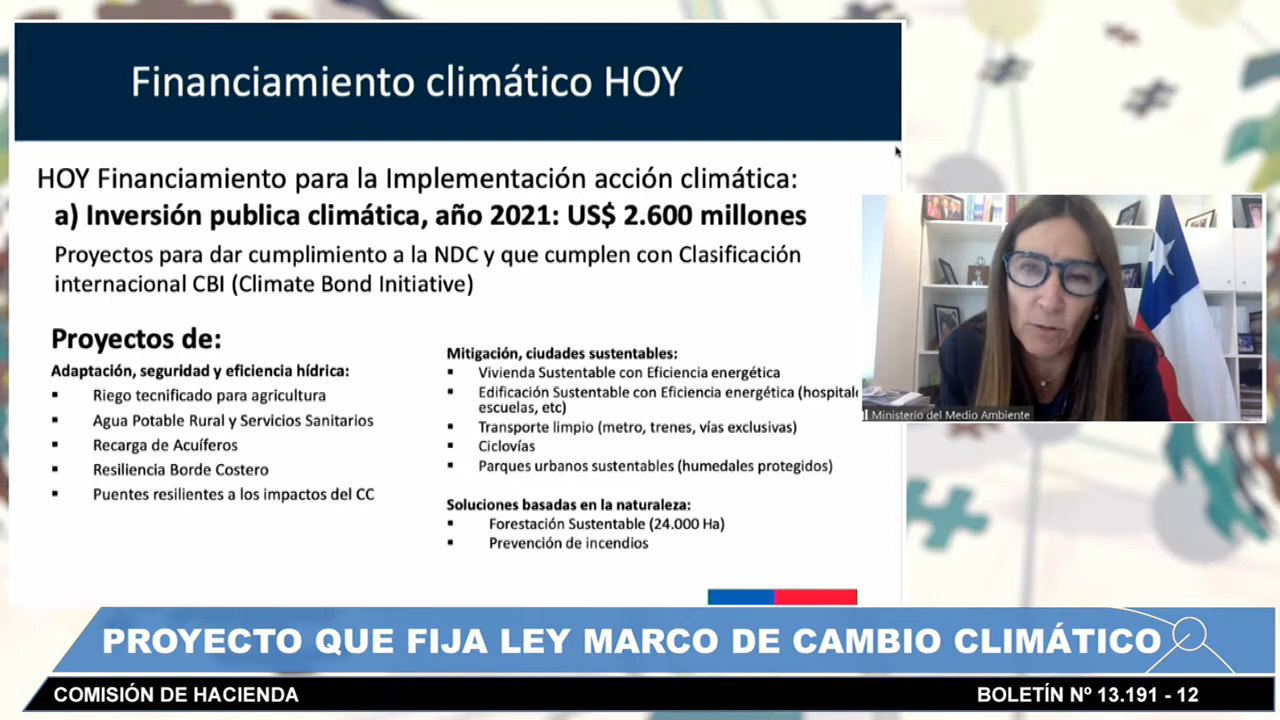 Financiamiento climático HOY
HOY Financiamiento para la Implementación acción climática:
a) Inversión publica climática, año 2021: US$ 2.600 millones
Proyectos para dar cumplimiento a la NDC y que cumplen con Clasificación
internacional CBI (Climate Bond Initiative)
Proyectos de:
Adaptación, seguridad y eficiencia hídrica:
▪ Riego tecnificado para agricultura
▪ Agua Potable Rural y Servicios Sanitarios
▪ Recarga de Acuíferos
▪ Resiliencia Borde Costero
▪ Puentes resilientes a los impactos del CC
Mitigación, ciudades sustentables:
▪ Vivienda Sustentable con Eficiencia energética
▪ Edificación Sustentable con Eficiencia energética (hospital
escuelas, etc)
▪ Transporte limpio (metro, trenes, vías exclusivas)
▪ Ciclovías
▪ Parques urbanos sustentables (humedales protegidos)
Soluciones basadas en la naturaleza:
▪ Forestación Sustentable (24.000 Ha)
▪ Prevención de incendios
Ministerio del Medio Ambiente
PROYECTO QUE FIJA LEY MARCO DE CAMBIO CLIMÁTICO
COMISIÓN DE HACIENDA
BOLETÍN Nº 13.191 - 12